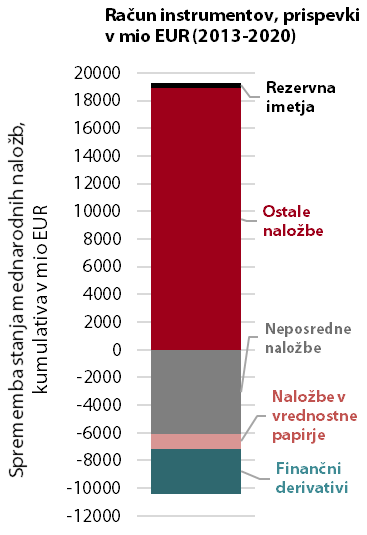 Račun instrumentov, prispevki
v mio EUR (2013-2020)
Sprememba stanja mednarodnih naložb,
kumulativa v mio EUR
20000
18000
16000
14000
12000
10000
8000
6000
4000
2000
0
-2000
-4000
-6000
-8000
-10000
-12000
Rezervna
imetja
Ostale
naložbe
Neposredne
naložbe
Naložbe v
vrednostne
papirje
Finančni
derivativi